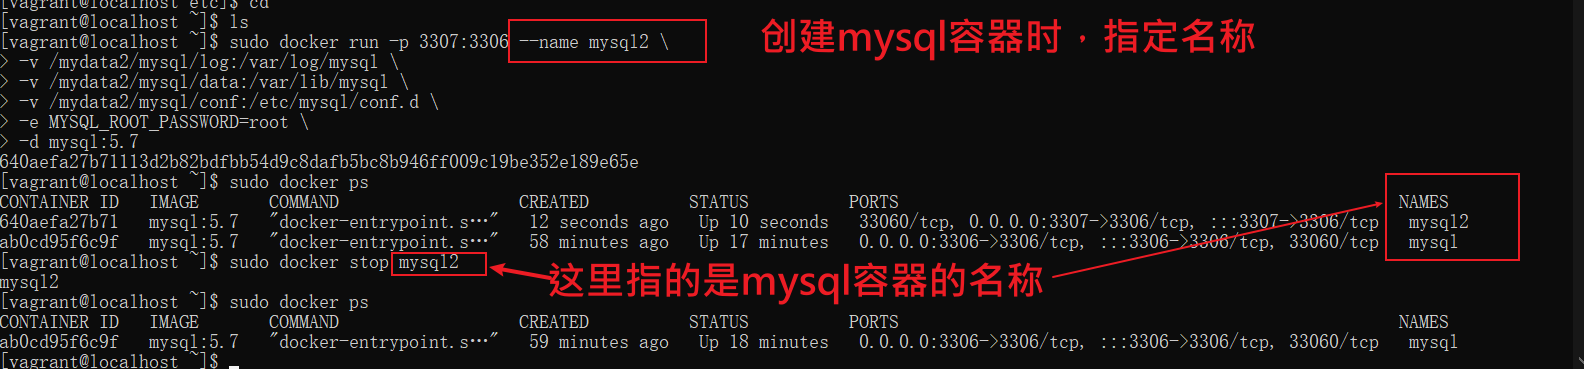 [vagrant@localhost etc]$ cd
[vagrant@localhost ~]$ ls
[vagrant@localhost ~]$ sudo docker run -p 3307:3306 --name mysql2 \
创建mysql容器时，指定名称
> -v /mydata2/mysql/log:/var/log/mysql \
> -v /mydata2/mysql/data:/var/lib/mysql \
> -v /mydata2/mysql/conf:/etc/mysql/conf.d \
> -e MYSQL_ROOT_PASSWORD=root \
> -d mysql:5.7
640aefa27b71113d2b82bdfbb54d9c8dafb5bc8b946ff009c19be352e189e65e
[vagrant@localhost ~]$ sudo docker ps
CONTAINER ID   IMAGE       COMMAND                  CREATED          STATUS          PORTS                                                  NAMES
640aefa27b71   mysql:5.7   "docker-entrypoint.s…"   12 seconds ago   Up 10 seconds   33060/tcp, 0.0.0.0:3307->3306/tcp, :::3307->3306/tcp   mysql2
ab0cd95f6c9f   mysql:5.7   "docker-entrypoint.s…"   58 minutes ago   Up 17 minutes   0.0.0.0:3306->3306/tcp, :::3306->3306/tcp, 33060/tcp   mysql
[vagrant@localhost ~]$ sudo docker stop mysql2
这里指的是mysql容器的名称
mysql2
[vagrant@localhost ~]$ sudo docker ps
CONTAINER ID   IMAGE       COMMAND                  CREATED          STATUS          PORTS                                                  NAMES
ab0cd95f6c9f   mysql:5.7   "docker-entrypoint.s…"   59 minutes ago   Up 18 minutes   0.0.0.0:3306->3306/tcp, :::3306->3306/tcp, 33060/tcp   mysql
[vagrant@localhost ~]$